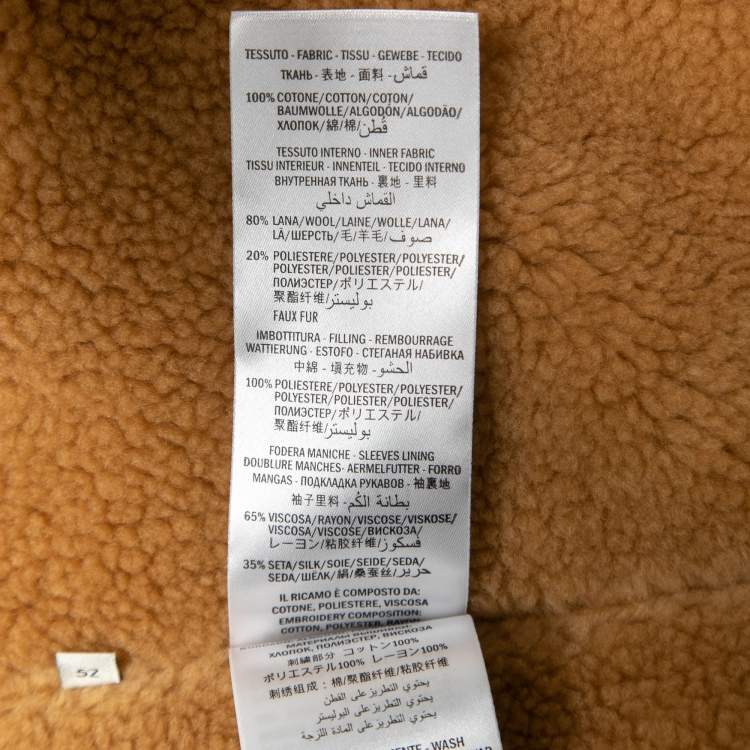 TESSUTO - FABRIC - TISSU - GEWEBE - TECIDO
ТКАНЬ - 表地 - 面料 - قماش
100% COTONE/COTTON/COTON/
BAUMWOLLE/ALGODÓN/ALGODÃO/
ХЛОПОК/綿/棉/قُطن
TESSUTO INTERNO - INNER FABRIC
TISSU INTERIEUR - INNENTEIL - TECIDO INTERNO
ВНУТРЕННАЯ ТКАНЬ - 裏地 - 里料
القماش داخلي
80% LANA/WOOL/LAINE/WOLLE/LANA/
LÃ/ШЕРСТЬ/毛/羊毛/صوف
20% POLIESTERE/POLYESTER/POLYESTER/
POLYESTER/POLIESTER/POLIESTER/
ПОЛИЭСТЕР/ポリエステル/
聚酯纤维/بوليستر
FAUX FUR
IMBOTTITURA - FILLING - REMBOURRAGE
WATTIERUNG - ESTOFO - СТЕГАНАЯ НАБИВКА
中綿 - 填充物 - الحشو
100% POLIESTERE/POLYESTER/POLYESTER/
POLYESTER/POLIESTER/POLIESTER/
ПОЛИЭСТЕР/ポリエステル/
聚酯纤维/بوليستر
FODERA MANICHE - SLEEVES LINING
DOUBLURE MANCHES- AERMELFUTTER - FORRO
MANGAS - ПОДКЛАДКА РУКАВОВ - 袖裏地
袖子里料 - بطانة الكُم
65% VISCOSA/RAYON/VISCOSE/VISKOSE/
VISCOSA/VISCOSE/ВИСКОЗА/
レーヨン/粘胶纤维/فسكوز
35% SETA/SILK/SOIE/SEIDE/SEDA/
SEDA/ШЕЛК/絹/桑蚕丝/حرير
IL RICAMO È COMPOSTO DA:
COTONE, POLIESTERE, VISCOSA
EMBROIDERY COMPOSITION:
COTTON, POLYESTER, RAYON
МАТЕРИАЛЫ ВЫШИВКИ:
ХЛОПОК, ПОЛИЭСТЕР, ВИСКОЗА
刺繍部分 コットン100%
ポリエステル100% レーヨン100%
刺绣组成: 棉/聚酯纤维/粘胶纤维
يحتوي التطريز على القطن
يحتوي التطريز على البوليستر
يحتوي التطريز على المادة اللزجة
- WASH
52